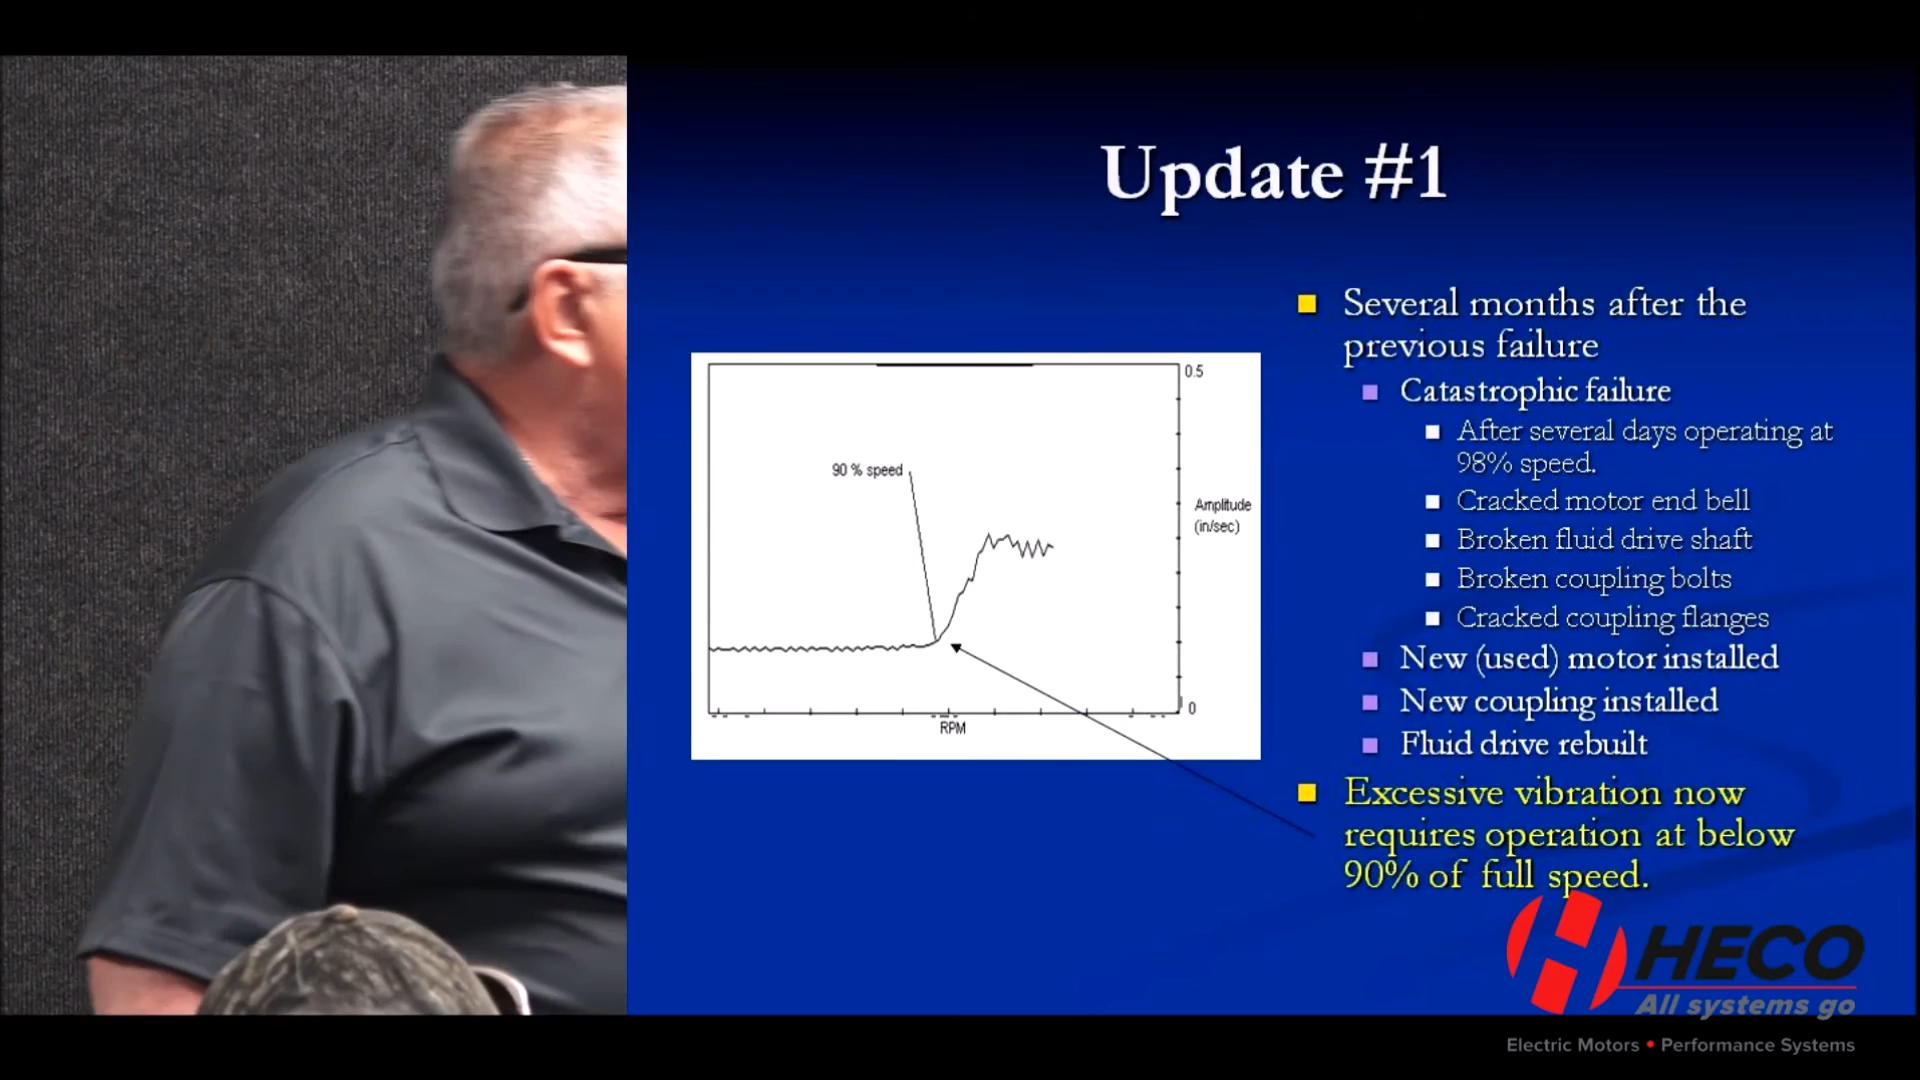 Update #1
Several months after the
previous failure
Catastrophic failure
After several days operating at
98% speed.
Cracked motor end bell
Broken fluid drive shaft
Broken coupling bolts
Cracked coupling flanges
New (used) motor installed
New coupling installed
Fluid drive rebuilt
Excessive vibration now
requires operation at below
90% of full speed.
0.5
90 % speed
Amplitude
(in/sec)
0
RPM
HECO
All systems go
Electric Motors • Performance Systems